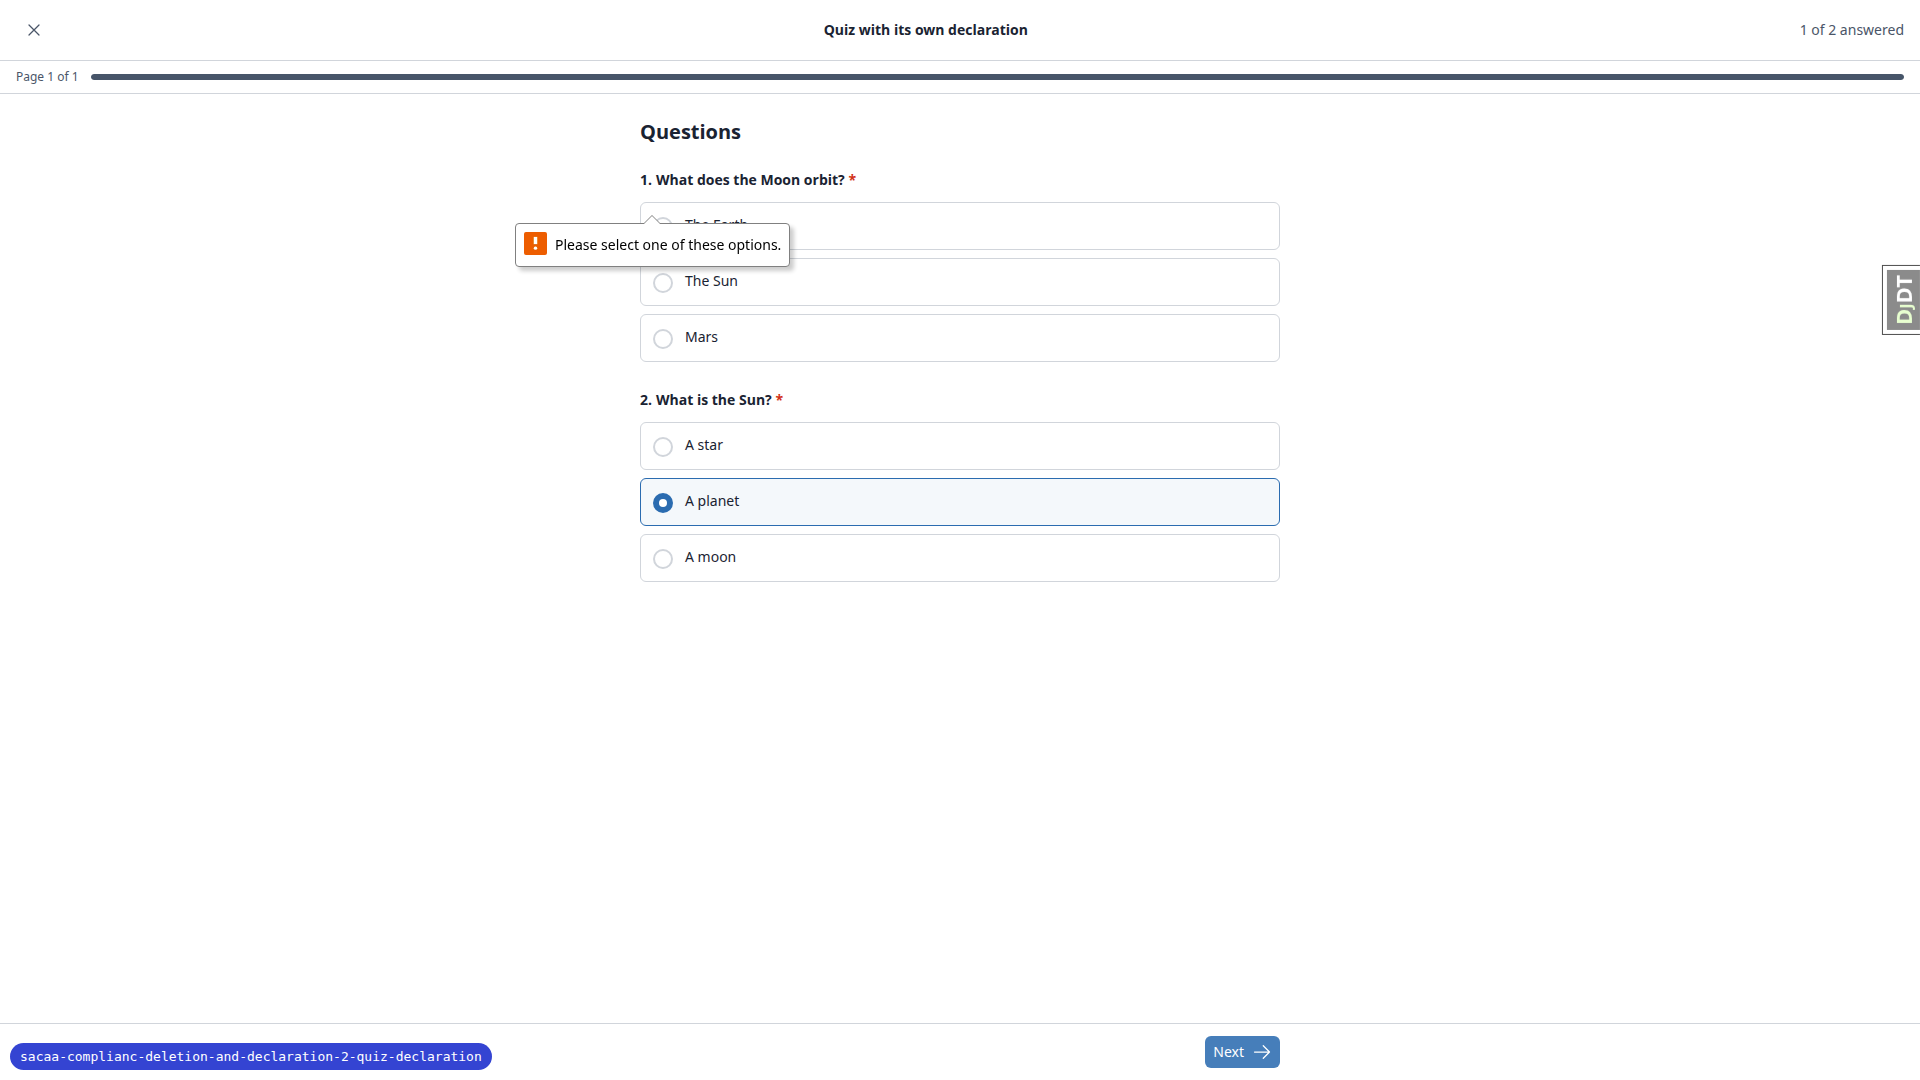 Quiz with its own declaration
1 of 2 answered
Page 1 of 1
Questions
1. What does the Moon orbit? *
The Earth
Please select one of these options.
The Sun
Mars
2. What is the Sun? *
A star
A planet
A moon
DjDT
sacaa-complianc-deletion-and-declaration-2-quiz-declaration
Next